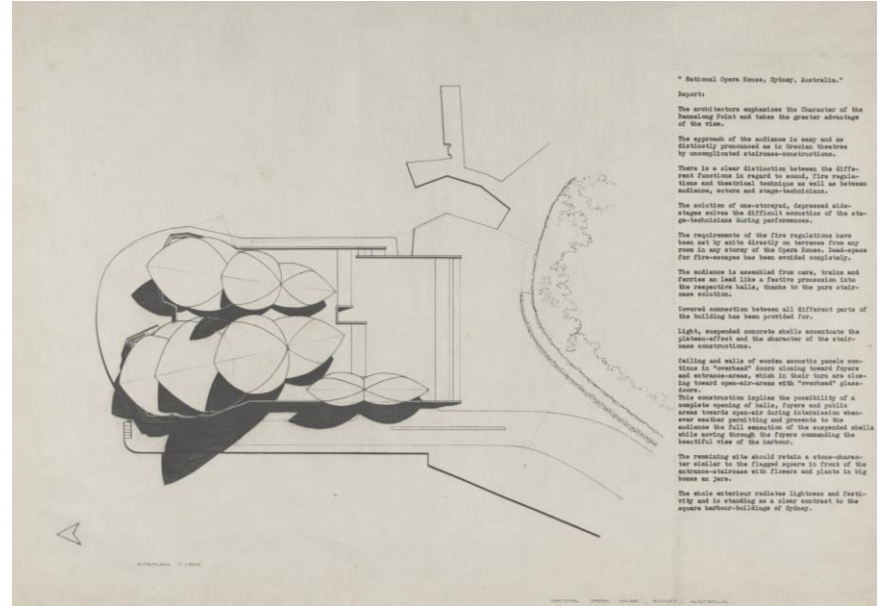 " National Opera House, Sydney, Australia."
Report:
The architecture emphasizes the Character of the
Bennelong Point and takes the greater advantage
of the view.
The approach of the audience is easy and as
distinctly pronounced as in Grecian theatres
by uncomplicated staircase-constructions.
There is a clear distinction between the diffe-
rent functions in regard to sound, fire regula-
tions and theatrical technique as well as between
audience, actors and stage-technicians.
The solution of one-storeyed, depressed side-
stages solves the difficult acoustics of the sta-
ge-technicians during performances.
The requirements of the fire regulations have
been met by exits directly on terraces from any
room in any storey of the Opera House. Dead-space
for fire-escapes has been avoided completely.
The audience is assembled from cars, trains and
ferries an lead like a festive procession into
the respective halls, thanks to the pure stair-
case solution.
Covered connection between all different parts of
the building has been provided for.
Light, suspended concrete shells accentuate the
plateau-effect and the character of the stair-
case constructions.
Ceiling and walls of wooden acoustic panels con-
tinue in "overhead" doors closing toward foyers
and entrance-areas, which in their turn are clos-
ing toward open-air-areas with "overhead" glass-
doors.
This construction implies the possibility of a
complete opening of halls, foyers and public
areas towards open-air during intermission when-
ever weather permitting and presents to the
audience the full sensation of the suspended shells
while moving through the foyers commanding the
beautiful view of the harbour.
The remaining site should retain a stone-charac-
ter similar to the flagged square in front of the
entrance-staircase with flowers and plants in big
boxes an jars.
The whole exteriour radiates lightness and festi-
vity and is standing as a clear contrast to the
square harbour-buildings of Sydney.
SITEPLAN
NATIONAL OPERA HOUSE SYDNEY, AUSTRALIA